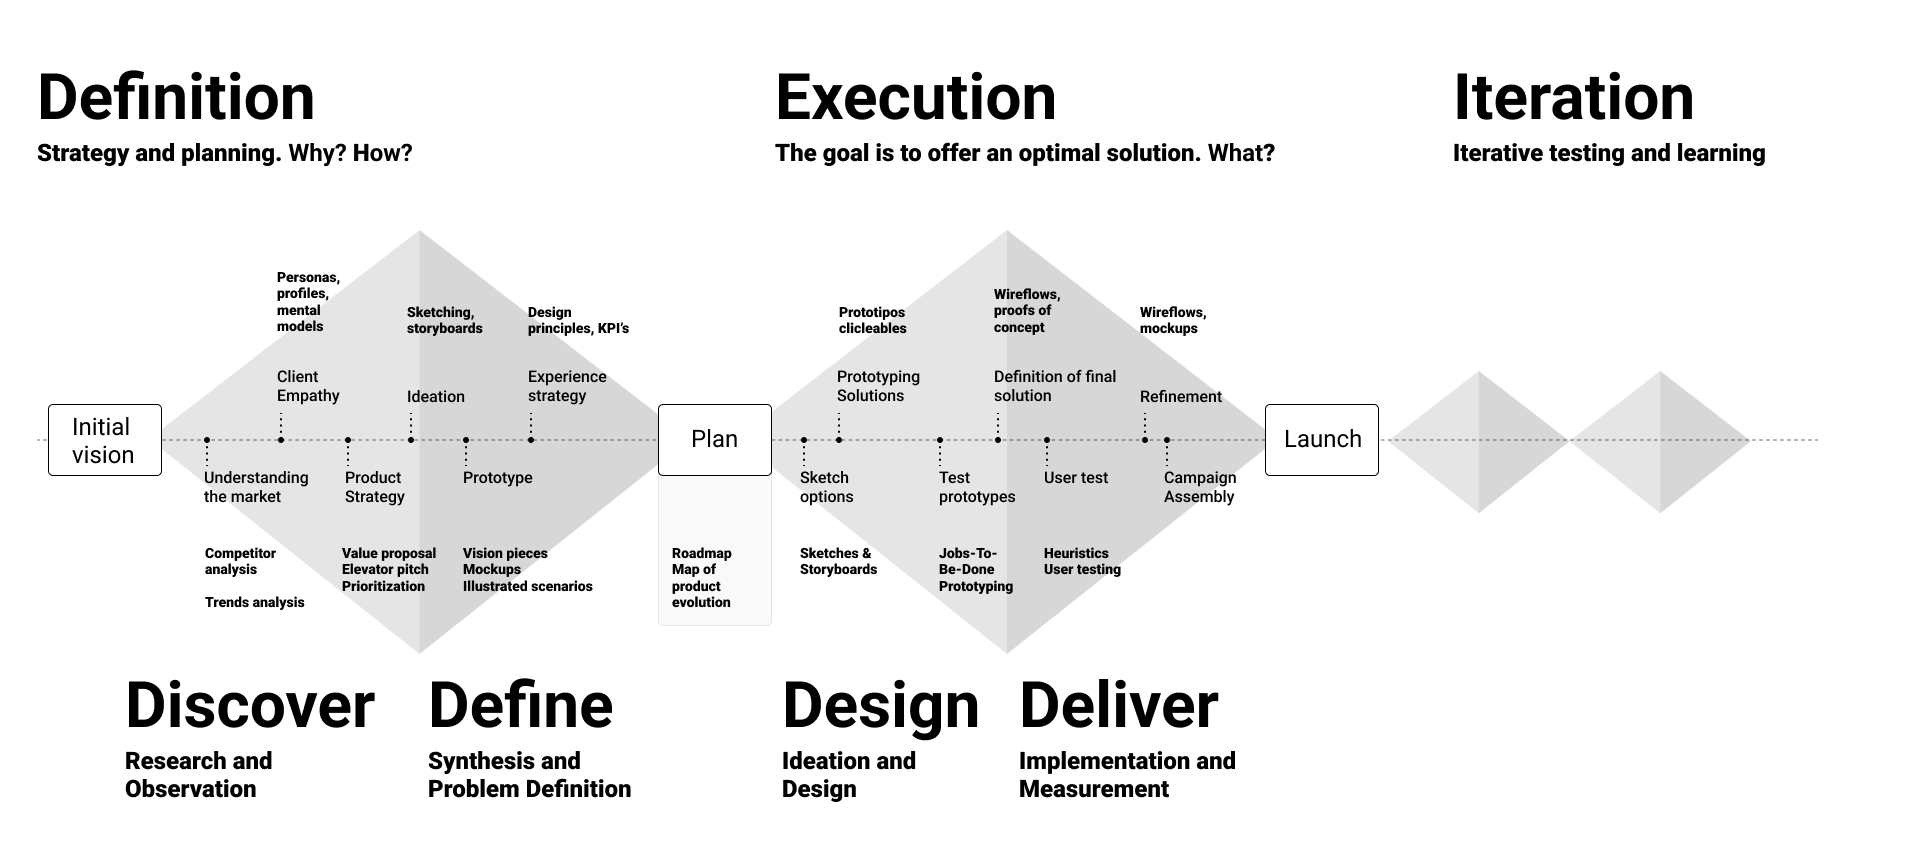 Definition
Strategy and planning. Why? How?
Execution
The goal is to offer an optimal solution. What?
Iteration
Iterative testing and learning
Personas,
profiles,
mental
models
Sketching,
storyboards
Design
principles, KPI's
Client
Empathy
Ideation
Experience
strategy
Initial
vision
Understanding
the market
Product
Strategy
Prototype
Competitor
analysis
Trends analysis
Value proposal
Elevator pitch
Prioritization
Vision pieces
Mockups
Illustrated scenarios
Plan
Roadmap
Map of
product
evolution
Prototipos
clicleables
Wireflows,
proofs of
concept
Wireflows,
mockups
Prototyping
Solutions
Definition of final
solution
Refinement
Sketch
options
Test
prototypes
User test
Campaign
Assembly
Sketches &
Storyboards
Jobs-To-
Be-Done
Prototyping
Heuristics
User testing
Launch
Discover
Research and
Observation
Define
Synthesis and
Problem Definition
Design
Ideation and
Design
Deliver
Implementation and
Measurement